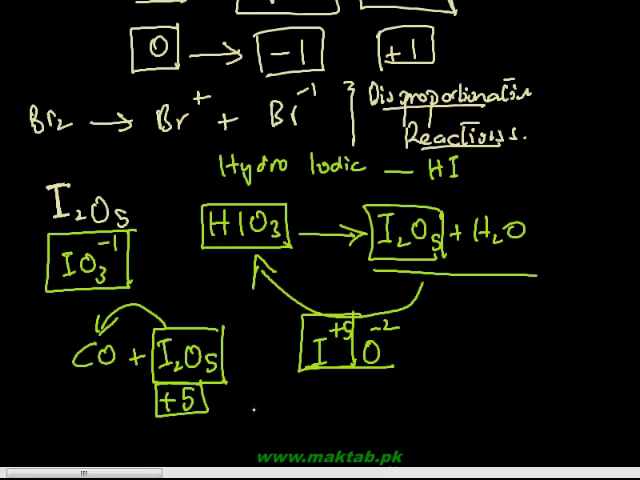 0 → -1 +1
Br2 → Br+ + Br-1 } Disproportionation
Reactions.
Hydro Iodic — HI
I2O5
HIO3 → I2O5 + H2O
IO3-1
I+5 O-2
CO + I2O5
+5
www.maktab.pk